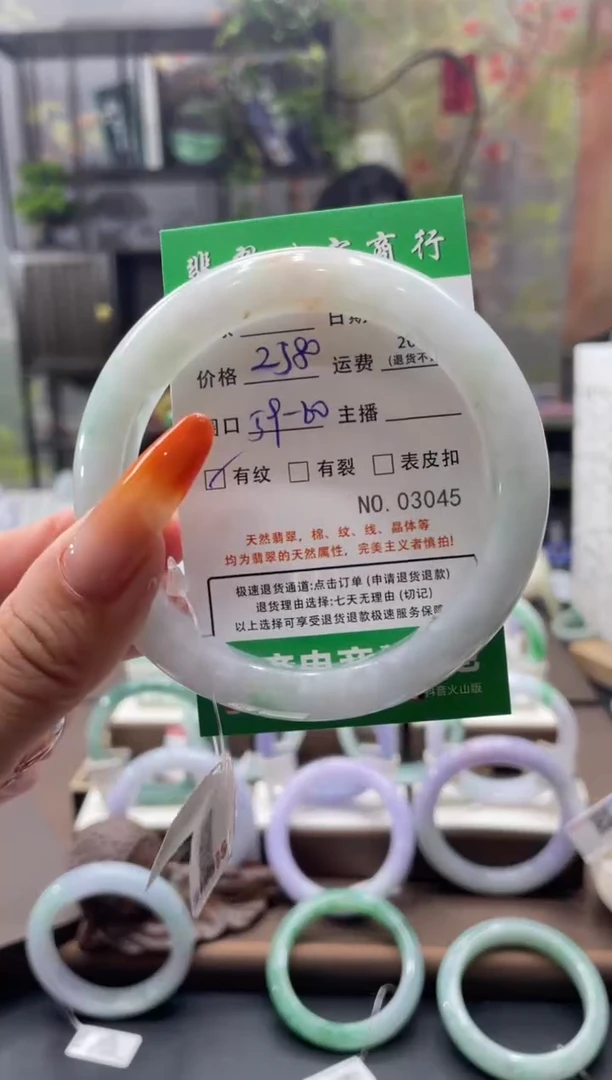 翡翠 商行
日期
价格 2580 运费 20
(退货不
口 59-60 主播
有纹 有裂 表皮扣
NO. 03045
天然翡翠，棉、纹、线、晶体等
均为翡翠的天然属性，完美主义者慎拍！
极速退货通道:点击订单 (申请退货退款)
退货理由选择:七天无理由 (切记)
以上选择可享受退货退款极速服务保
电商
抖音火山版